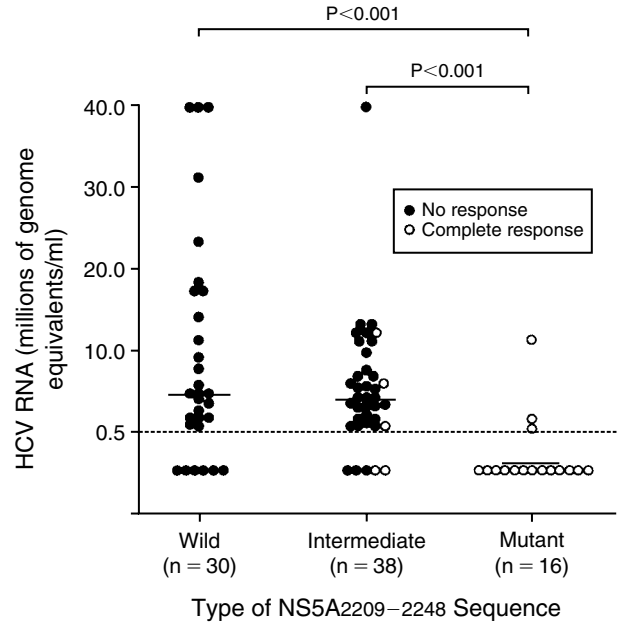 P<0.001
P<0.001
HCV RNA (millions of genome
equivalents/ml)
40.0
30.0
20.0
10.0
0.5
No response
Complete response
Wild
(n = 30)
Intermediate
(n = 38)
Mutant
(n = 16)
Type of NS5A2209–2248 Sequence